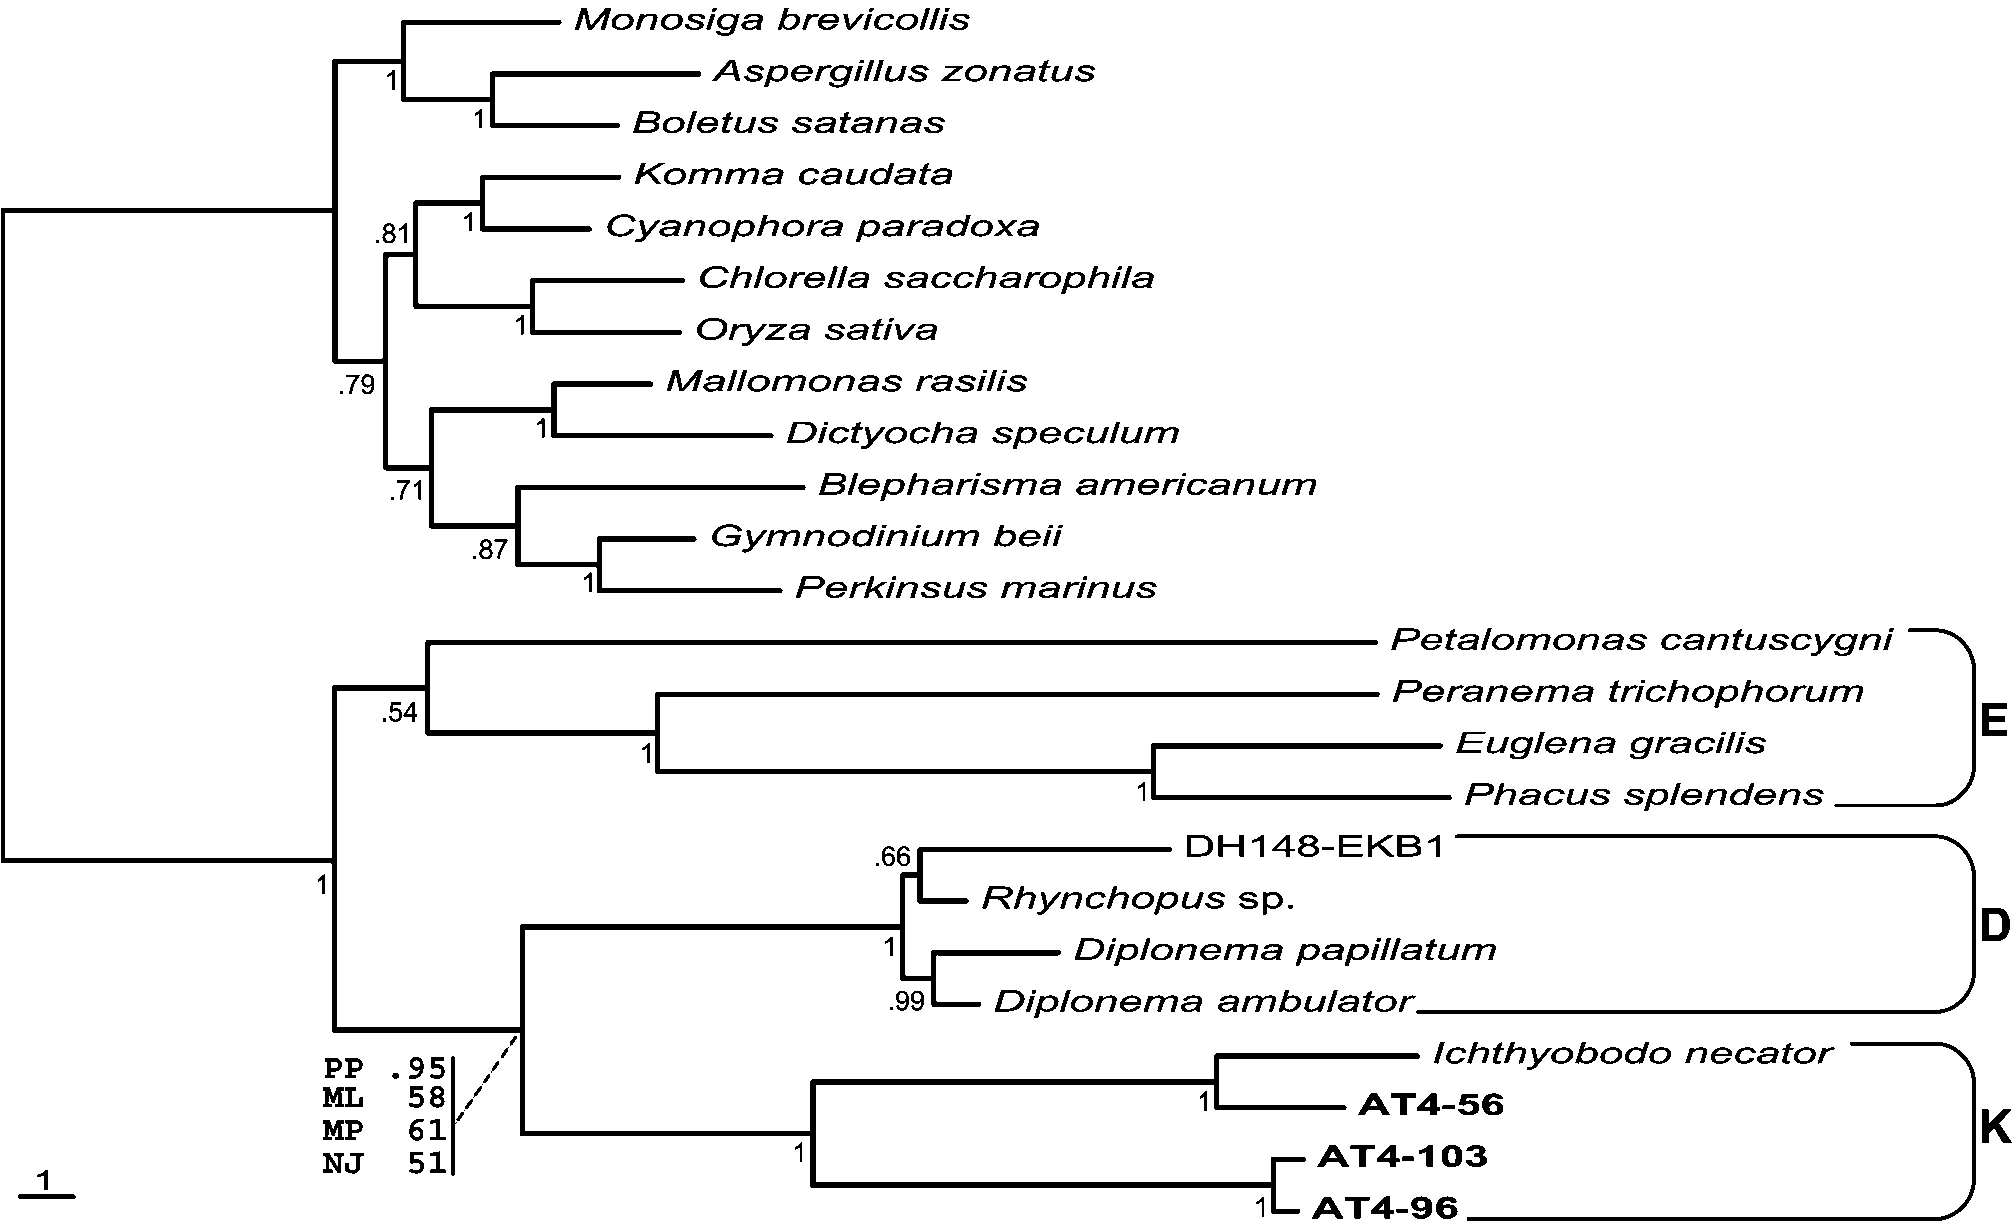 Monosiga brevicollis
1
Aspergillus zonatus
1
Boletus satanas
Komma caudata
1
Cyanophora paradoxa
.81
Chlorella saccharophila
1
Oryza sativa
.79
Mallomonas rasilis
1
Dictyocha speculum
.71
Blepharisma americanum
.87
Gymnodinium beii
1
Perkinsus marinus
Petalomonas cantuscygni
.54
Peranema trichophorum
1
E
Euglena gracilis
1
Phacus splendens
1
DH148-EKB1
.66
Rhynchopus sp.
1
D
Diplonema papillatum
.99
Diplonema ambulator
PP .95
ML 58
MP 61
NJ 51
Ichthyobodo necator
1
AT4-56
K
1
AT4-103
1
AT4-96
1